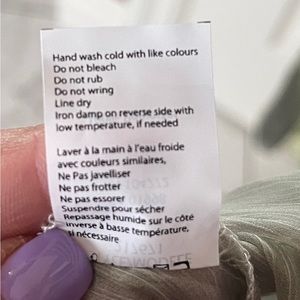 Hand wash cold with like colours
Do not bleach
Do not rub
Do not wring
Line dry
Iron damp on reverse side with
low temperature, if needed
Laver à la main à l'eau froide
avec couleurs similaires,
Ne Pas javelliser
Ne pas frotter
Ne pas essorer
Suspendre pour sécher
Repassage humide sur le côté
inverse à basse température,
si nécessaire